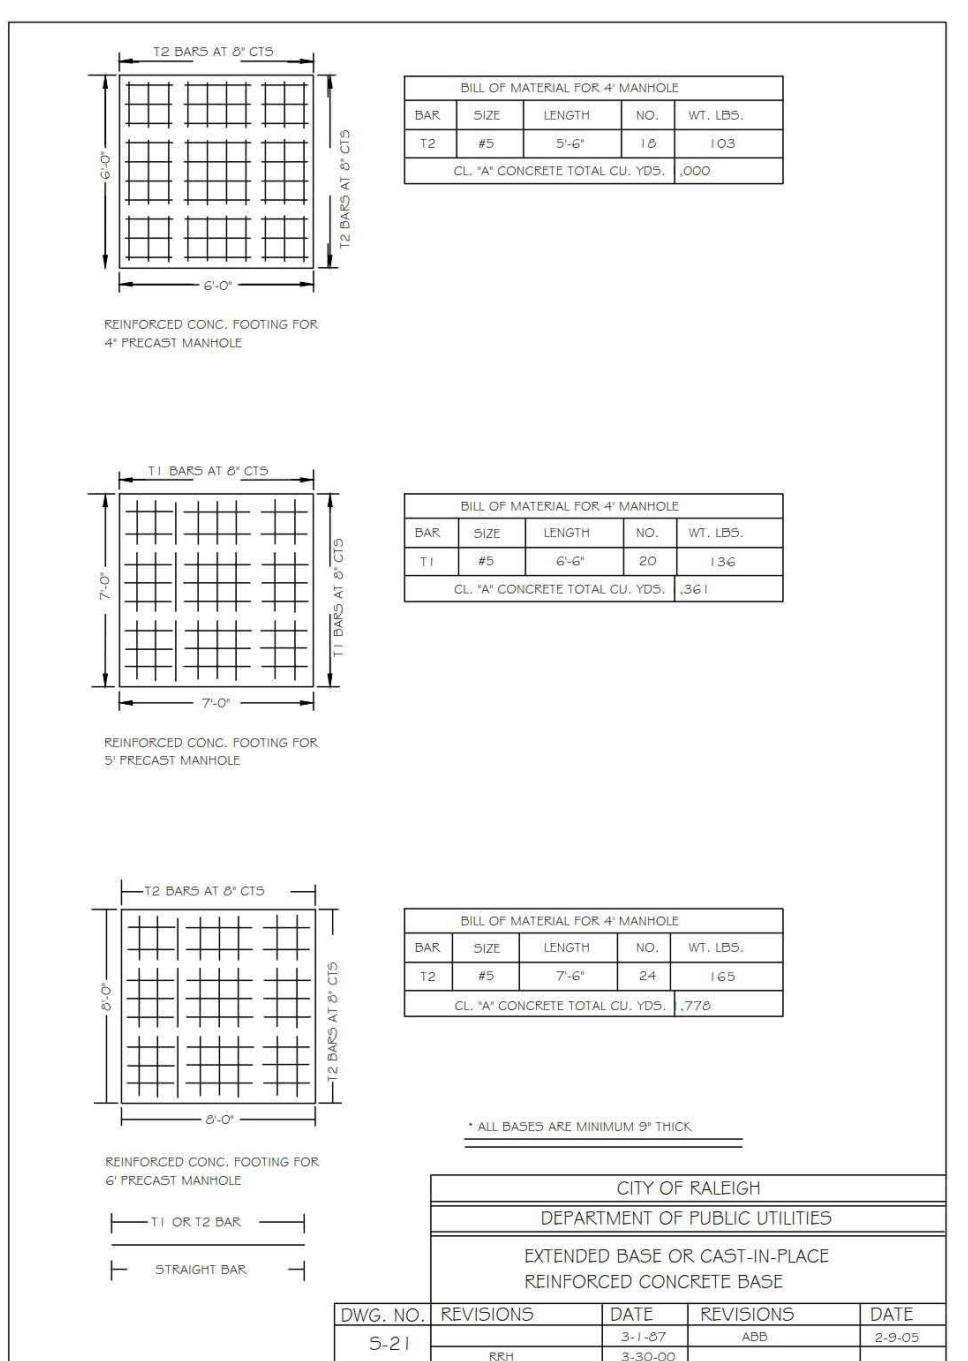 T2 BARS AT 8" CTS
6'-0"
T2 BARS AT 8" CTS
6'-0"
REINFORCED CONC. FOOTING FOR
4" PRECAST MANHOLE
BILL OF MATERIAL FOR 4' MANHOLE
BAR SIZE LENGTH NO. WT. LBS.
T2 #5 5'-6" 18 103
CL. "A" CONCRETE TOTAL CU. YDS. ,000
T1 BARS AT 8" CTS
7'-0"
T1 BARS AT 8" CTS
7'-0"
REINFORCED CONC. FOOTING FOR
5' PRECAST MANHOLE
BILL OF MATERIAL FOR 4' MANHOLE
BAR SIZE LENGTH NO. WT. LBS.
T1 #5 6'-6" 20 136
CL. "A" CONCRETE TOTAL CU. YDS. ,361
T2 BARS AT 8" CTS
8'-0"
T2 BARS AT 8" CTS
8'-0"
REINFORCED CONC. FOOTING FOR
6' PRECAST MANHOLE
BILL OF MATERIAL FOR 4' MANHOLE
BAR SIZE LENGTH NO. WT. LBS.
T2 #5 7'-6" 24 165
CL. "A" CONCRETE TOTAL CU. YDS. 1,778
T1 OR T2 BAR
STRAIGHT BAR
* ALL BASES ARE MINIMUM 9" THICK
CITY OF RALEIGH
DEPARTMENT OF PUBLIC UTILITIES
EXTENDED BASE OR CAST-IN-PLACE
REINFORCED CONCRETE BASE
DWG. NO. REVISIONS DATE REVISIONS DATE
S-21 3-1-87 ABB 2-9-05
RRH 3-30-00